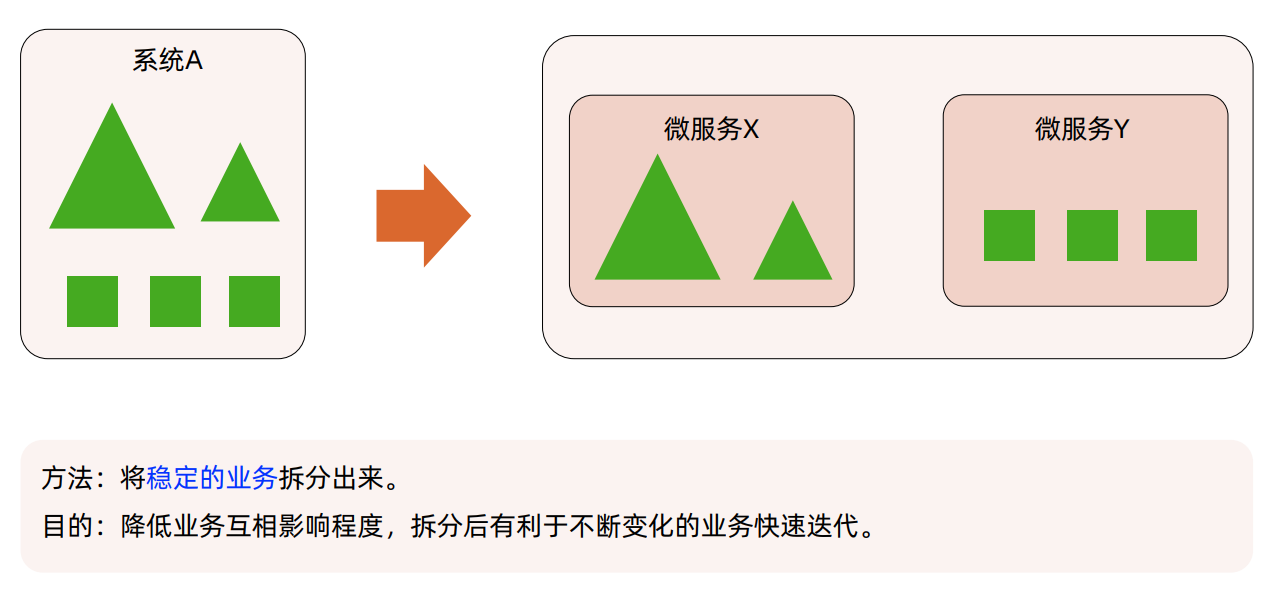 系统A
微服务X
微服务Y
方法：将稳定的业务拆分出来。
目的：降低业务互相影响程度，拆分后有利于不断变化的业务快速迭代。